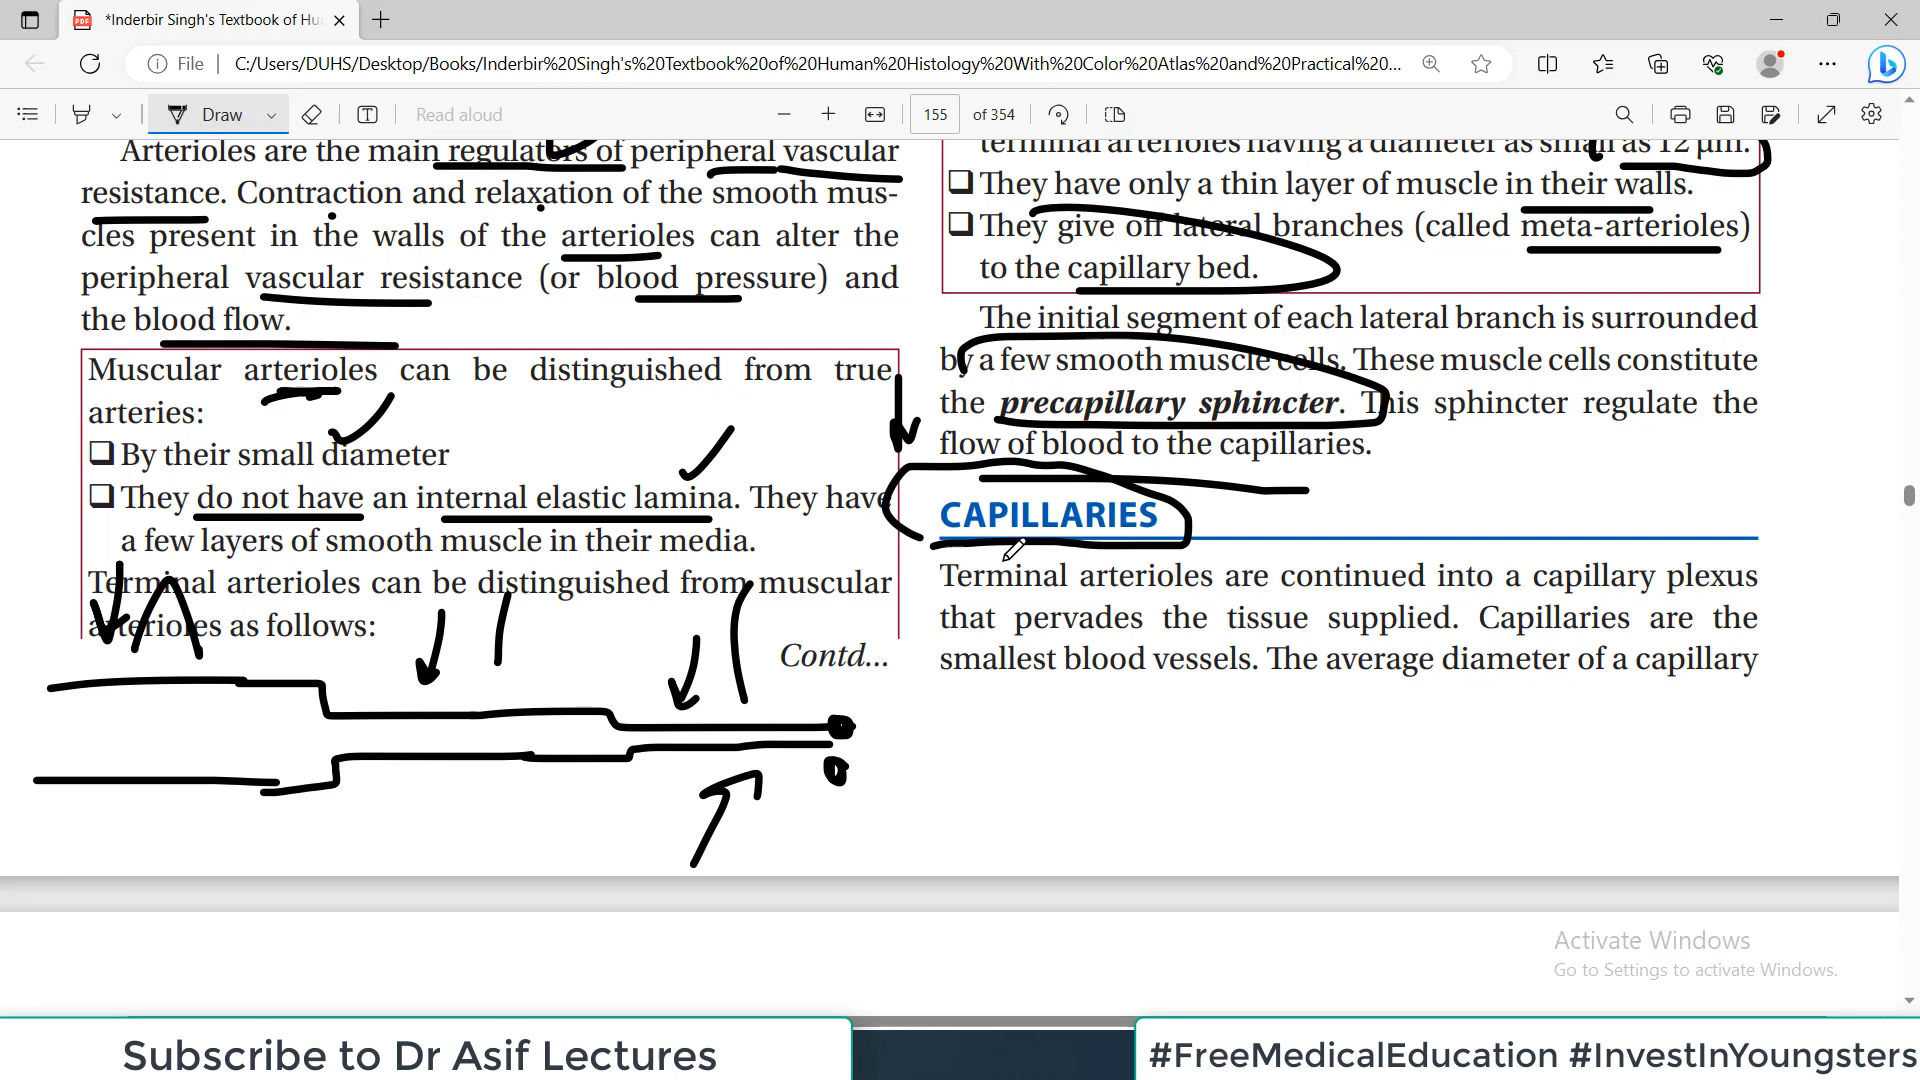 *Inderbir Singh's Textbook of Hu
File
C:/Users/DUHS/Desktop/Books/Inderbir%20Singh's%20Textbook%20of%20Human%20Histology%20With%20Color%20Atlas%20and%20Practical%20...
Draw
Read aloud
155 of 354
Arterioles are the main regulators of peripheral vascular
resistance. Contraction and relaxation of the smooth mus-
cles present in the walls of the arterioles can alter the
peripheral vascular resistance (or blood pressure) and
the blood flow.
Muscular arterioles can be distinguished from true
arteries:
❑ By their small diameter
❑ They do not have an internal elastic lamina. They have
a few layers of smooth muscle in their media.
Terminal arterioles can be distinguished from muscular
arterioles as follows:
Contd...
terminal arterioles having a diameter as small as 12 µm.
❑ They have only a thin layer of muscle in their walls.
❑ They give off lateral branches (called meta-arterioles)
to the capillary bed.
The initial segment of each lateral branch is surrounded
by a few smooth muscle cells. These muscle cells constitute
the precapillary sphincter. This sphincter regulate the
flow of blood to the capillaries.
CAPILLARIES
Terminal arterioles are continued into a capillary plexus
that pervades the tissue supplied. Capillaries are the
smallest blood vessels. The average diameter of a capillary
Activate Windows
Go to Settings to activate Windows.
Subscribe to Dr Asif Lectures
#FreeMedicalEducation #InvestInYoungsters